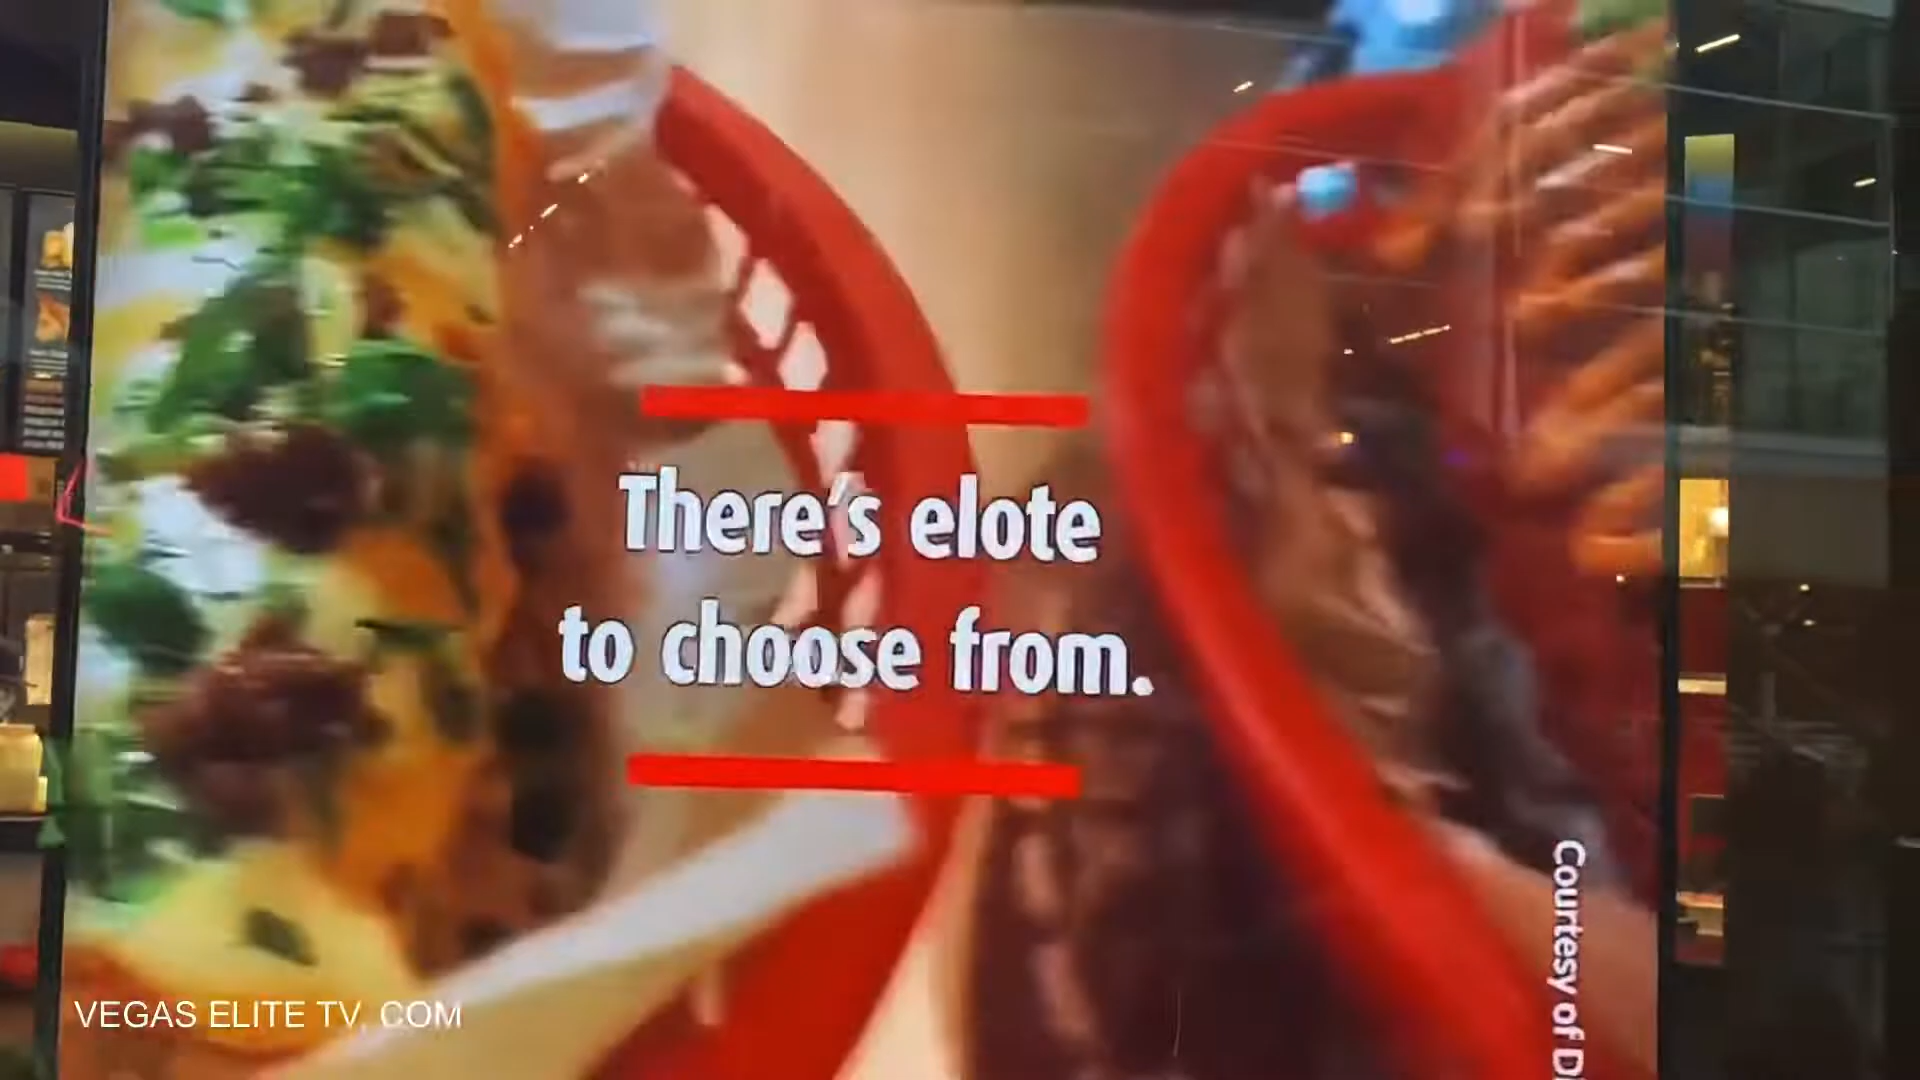 There's elote
to choose from.
Courtesy of
VEGAS ELITE TV, COM